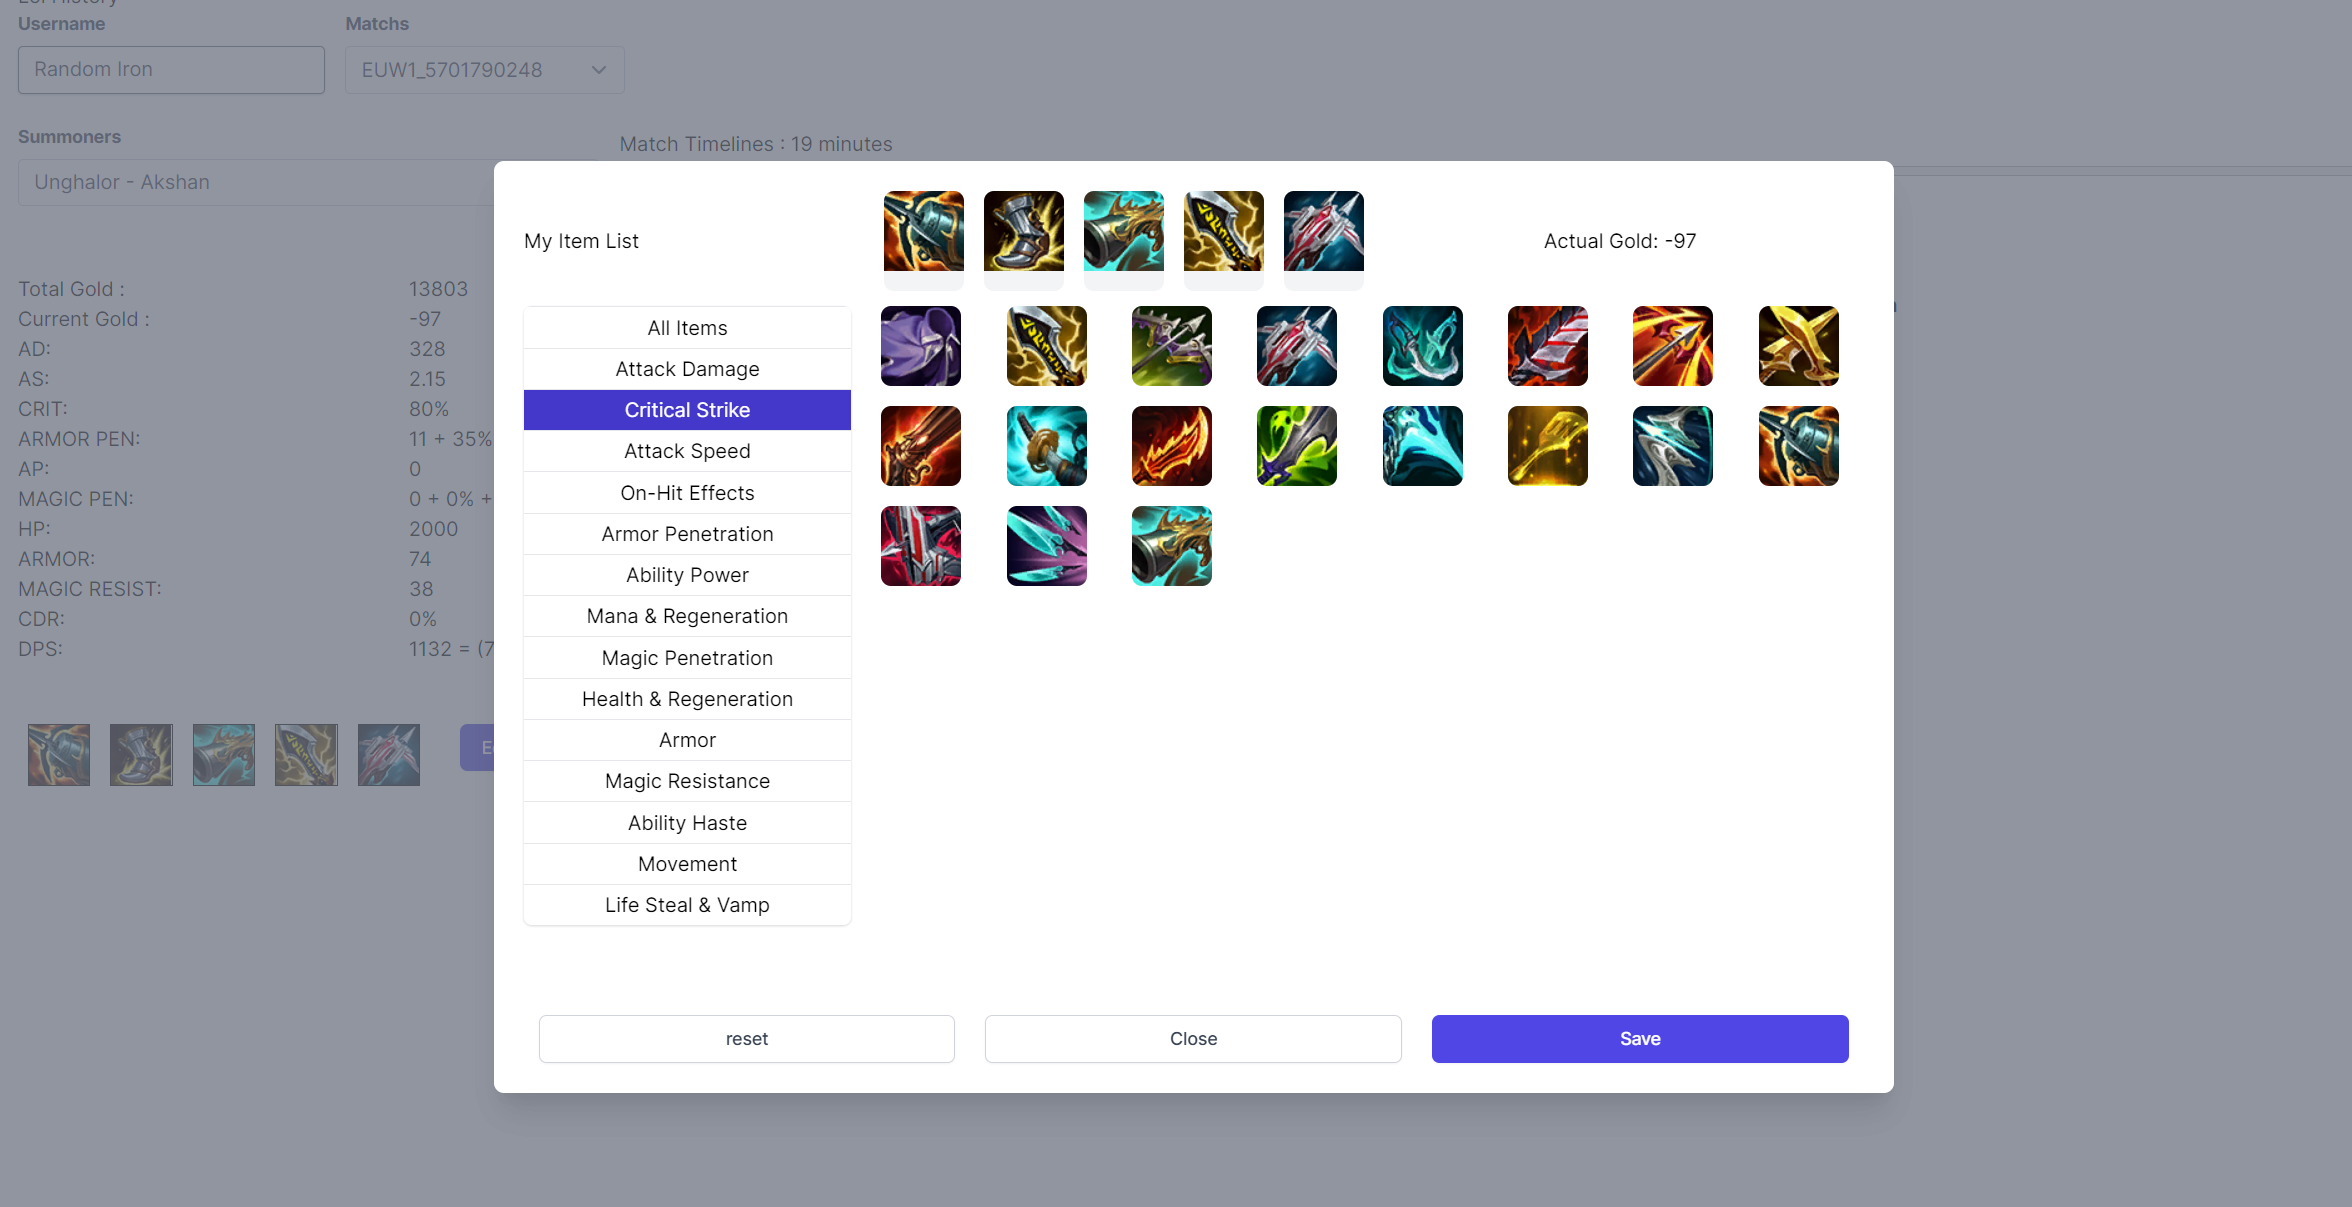 LoL History
Username
Matchs
Random Iron
EUW1_5701790248
Summoners
Match Timelines : 19 minutes
Unghalor - Akshan
Total Gold : 13803
Current Gold : -97
AD: 328
AS: 2.15
CRIT: 80%
ARMOR PEN: 11 + 35%
AP: 0
MAGIC PEN: 0 + 0% +
HP: 2000
ARMOR: 74
MAGIC RESIST: 38
CDR: 0%
DPS: 1132 = (7
My Item List
Actual Gold: -97
All Items
Attack Damage
Critical Strike
Attack Speed
On-Hit Effects
Armor Penetration
Ability Power
Mana & Regeneration
Magic Penetration
Health & Regeneration
Armor
Magic Resistance
Ability Haste
Movement
Life Steal & Vamp
reset
Close
Save